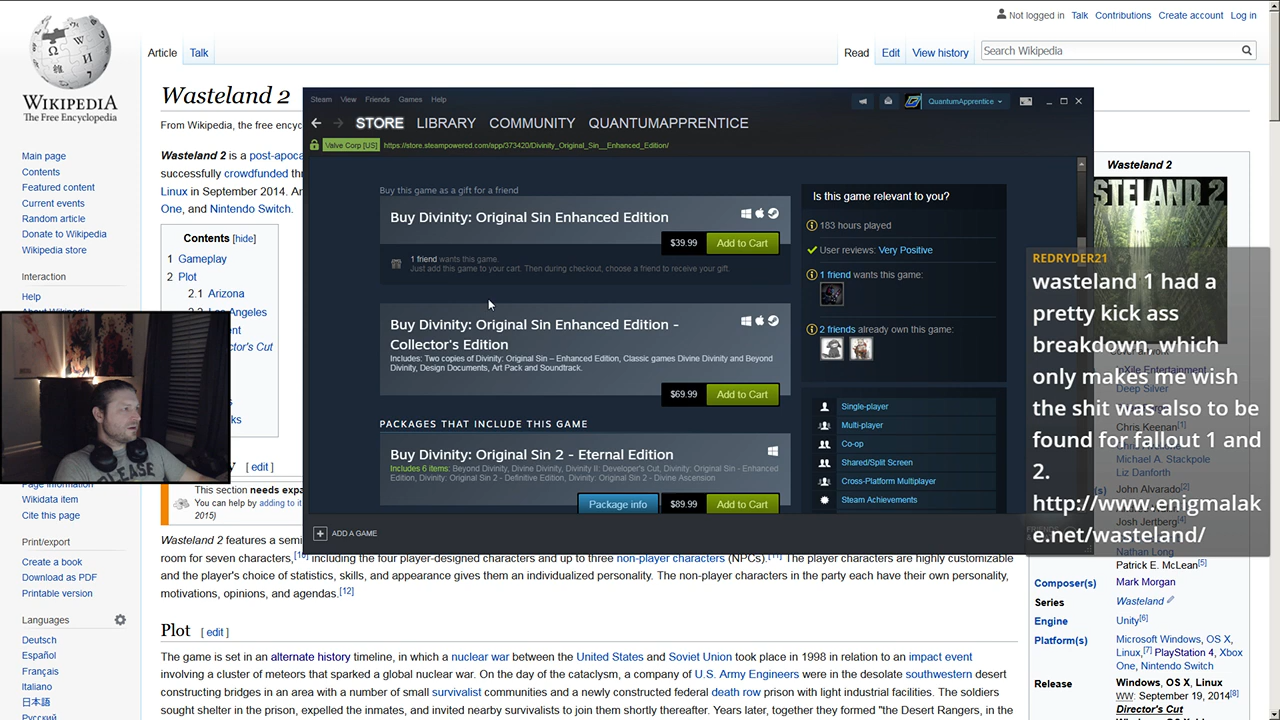 Not logged in Talk Contributions Create account Log in
Article Talk Read Edit View history Search Wikipedia
WIKIPEDIA
The Free Encyclopedia
Main page
Contents
Featured content
Current events
Random article
Donate to Wikipedia
Wikipedia store
Interaction
Help
Wikidata item
Cite this page
Print/export
Create a book
Download as PDF
Printable version
Languages
Deutsch
Español
Français
Italiano
日本語
Русский
Wasteland 2
From Wikipedia, the free ency
Wasteland 2 is a post-apoca
successfully crowdfunded th
Linux in September 2014. A
One, and Nintendo Switch.
Contents [hide]
1 Gameplay
2 Plot
2.1 Arizona
Los Angeles
ctor's Cut
[ edit ]
This section needs expa
You can help by adding to i
2015)
Steam View Friends Games Help
QuantumApprentice
STORE LIBRARY COMMUNITY QUANTUMAPPRENTICE
Valve Corp [US] https://store.steampowered.com/app/373420/Divinity_Original_Sin__Enhanced_Edition/
Buy this game as a gift for a friend
Buy Divinity: Original Sin Enhanced Edition
$39.99 Add to Cart
1 friend wants this game.
Just add this game to your cart. Then during checkout, choose a friend to receive your gift.
Buy Divinity: Original Sin Enhanced Edition -
Collector's Edition
Includes: Two copies of Divinity: Original Sin – Enhanced Edition, Classic games Divine Divinity and Beyond
Divinity, Design Documents, Art Pack and Soundtrack.
$69.99 Add to Cart
PACKAGES THAT INCLUDE THIS GAME
Buy Divinity: Original Sin 2 - Eternal Edition
Includes 6 items: Beyond Divinity, Divine Divinity, Divinity II: Developer's Cut, Divinity: Original Sin - Enhanced
Edition, Divinity: Original Sin 2 - Definitive Edition, Divinity: Original Sin 2 - Divine Ascension
Package info $89.99 Add to Cart
Is this game relevant to you?
183 hours played
User reviews: Very Positive
1 friend wants this game:
2 friends already own this game:
Single-player
Multi-player
Co-op
Shared/Split Screen
Cross-Platform Multiplayer
Steam Achievements
ADD A GAME
Wasteland 2
STELAND 2
REDRYDER21
wasteland 1 had a
pretty kick ass
breakdown, which
only makes me wish
the shit was also to be
found for fallout 1 and
2.
http://www.enigmalak
e.net/wasteland/
Deep Silver
Chris Keenan[1]
Michael A. Stackpole
Liz Danforth
John Alvarado[2]
Josh Jertberg[4]
Nathan Long
Patrick E. McLean[5]
Composer(s) Mark Morgan
Series Wasteland
Engine Unity[6]
Platform(s) Microsoft Windows, OS X,
Linux,[7] PlayStation 4, Xbox
One, Nintendo Switch
Release Windows, OS X, Linux
WW: September 19, 2014[8]
Director's Cut
Wasteland 2 features a semi
room for seven characters,[10] including the four player-designed characters and up to three non-player characters (NPCs).[11] The player characters are highly customizable
and the player's choice of statistics, skills, and appearance gives them an individualized personality. The non-player characters in the party each have their own personality,
motivations, opinions, and agendas.[12]
Plot [ edit ]
The game is set in an alternate history timeline, in which a nuclear war between the United States and Soviet Union took place in 1998 in relation to an impact event
involving a cluster of meteors that sparked a global nuclear war. On the day of the cataclysm, a company of U.S. Army Engineers were in the desolate southwestern desert
constructing bridges in an area with a number of small survivalist communities and a newly constructed federal death row prison with light industrial facilities. The soldiers
sought shelter in the prison, expelled the inmates, and invited nearby survivalists to join them shortly thereafter. Years later, together they formed "the Desert Rangers, in the